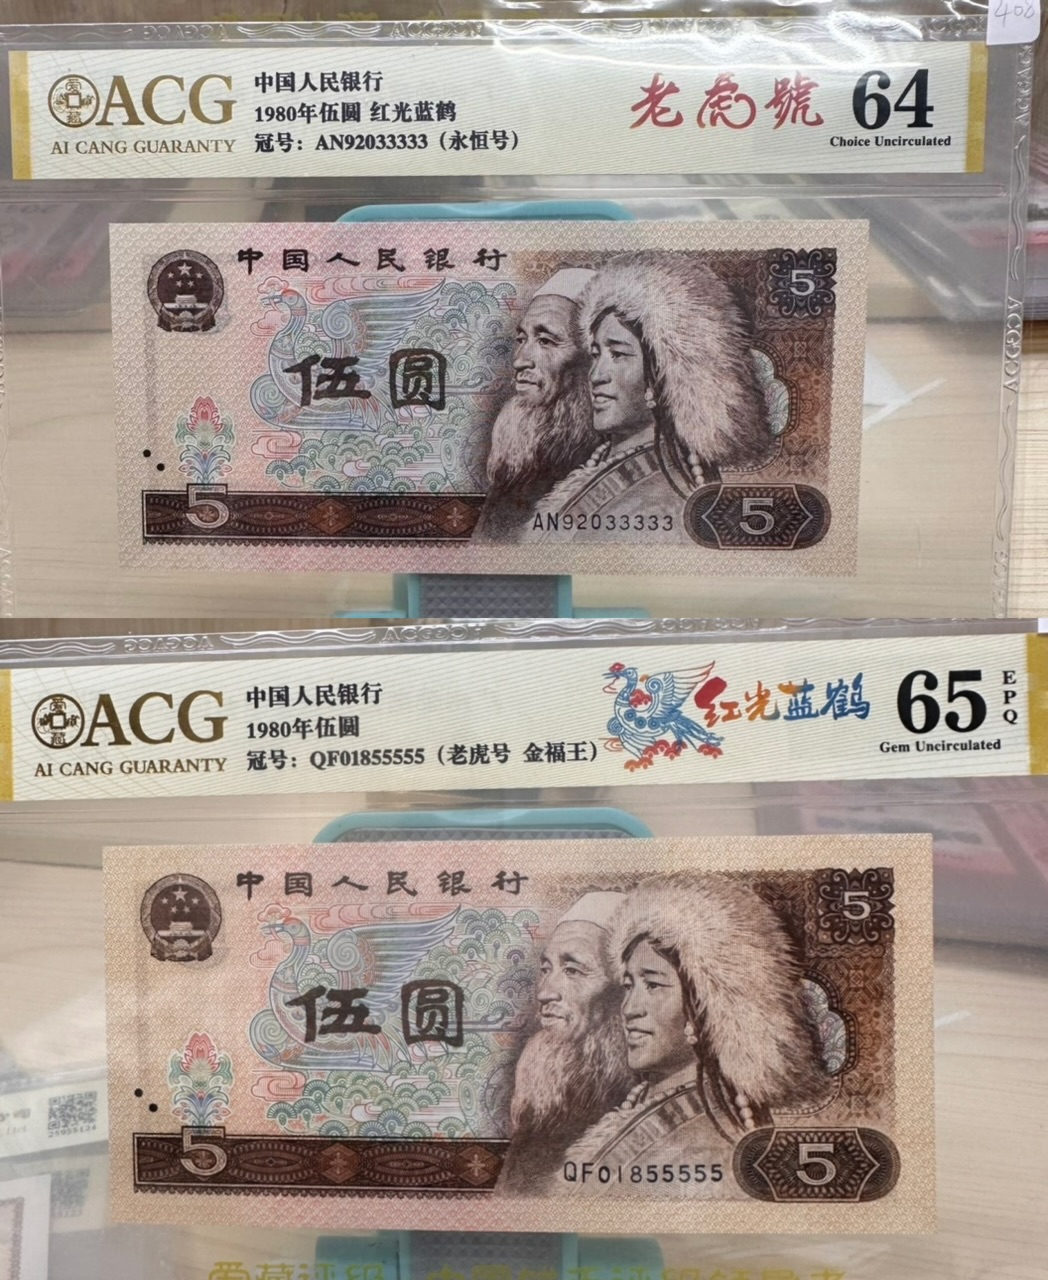 408
ACG
AI CANG GUARANTY
中国人民银行
1980年伍圆 红光蓝鹤
冠号：AN92033333（永恒号）
老虎號
64
Choice Uncirculated
中国人民银行
5
伍圆
5
AN92033333
5
ACG
AI CANG GUARANTY
中国人民银行
1980年伍圆
冠号：QF01855555（老虎号 金福王）
红光蓝鹤
65
EPQ
Gem Uncirculated
中国人民银行
5
伍圆
5
QF01855555
5